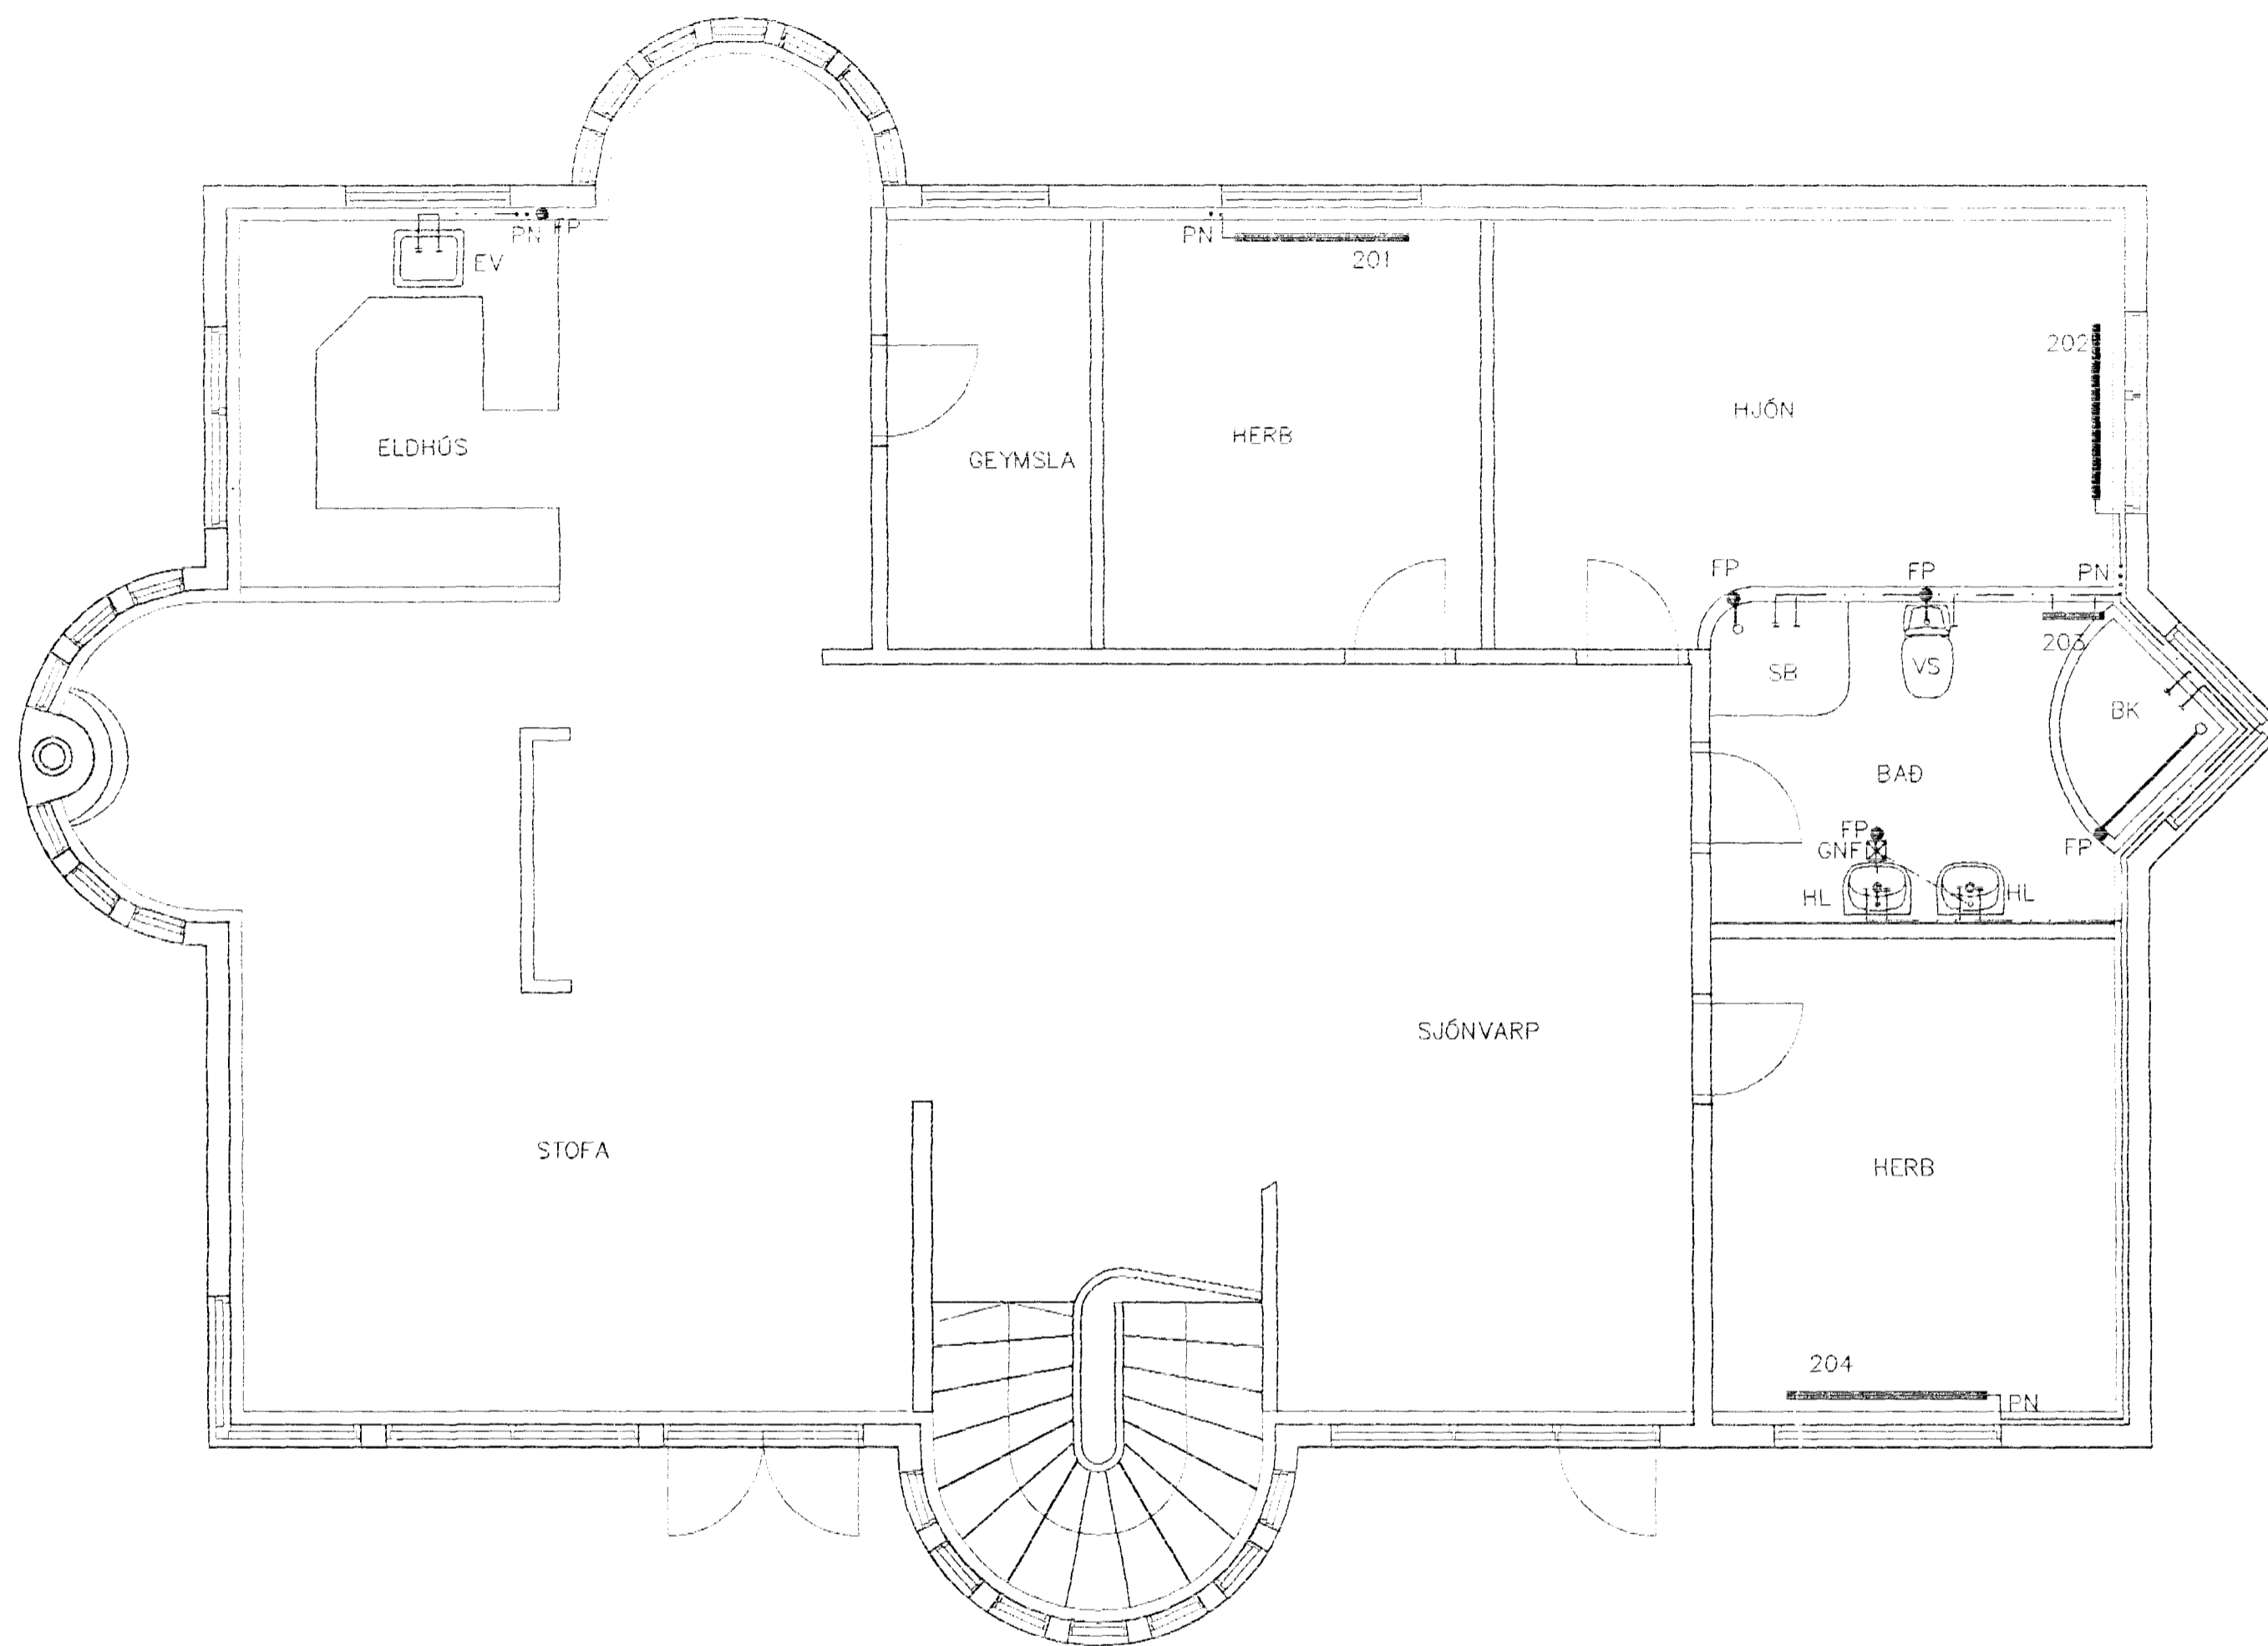 PN FP
EV
PN
201
202
HJÓN
HERB
ELDHÚS
GEYMSLA
FP
FP
PN
203
SB
VS
BK
BAÐ
FP
GNF
FP
HL
HL
SJÓNVARP
STOFA
HERB
204
PN